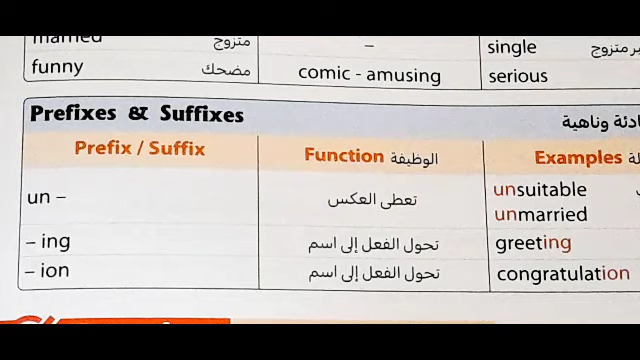 married متزوج – single متزوج
funny مضحك comic - amusing serious
Prefixes & Suffixes وناهية
Prefix / Suffix Function الوظيفة Examples
un – تعطى العكس unsuitable
unmarried
– ing تحول الفعل إلى اسم greeting
– ion تحول الفعل إلى اسم congratulation